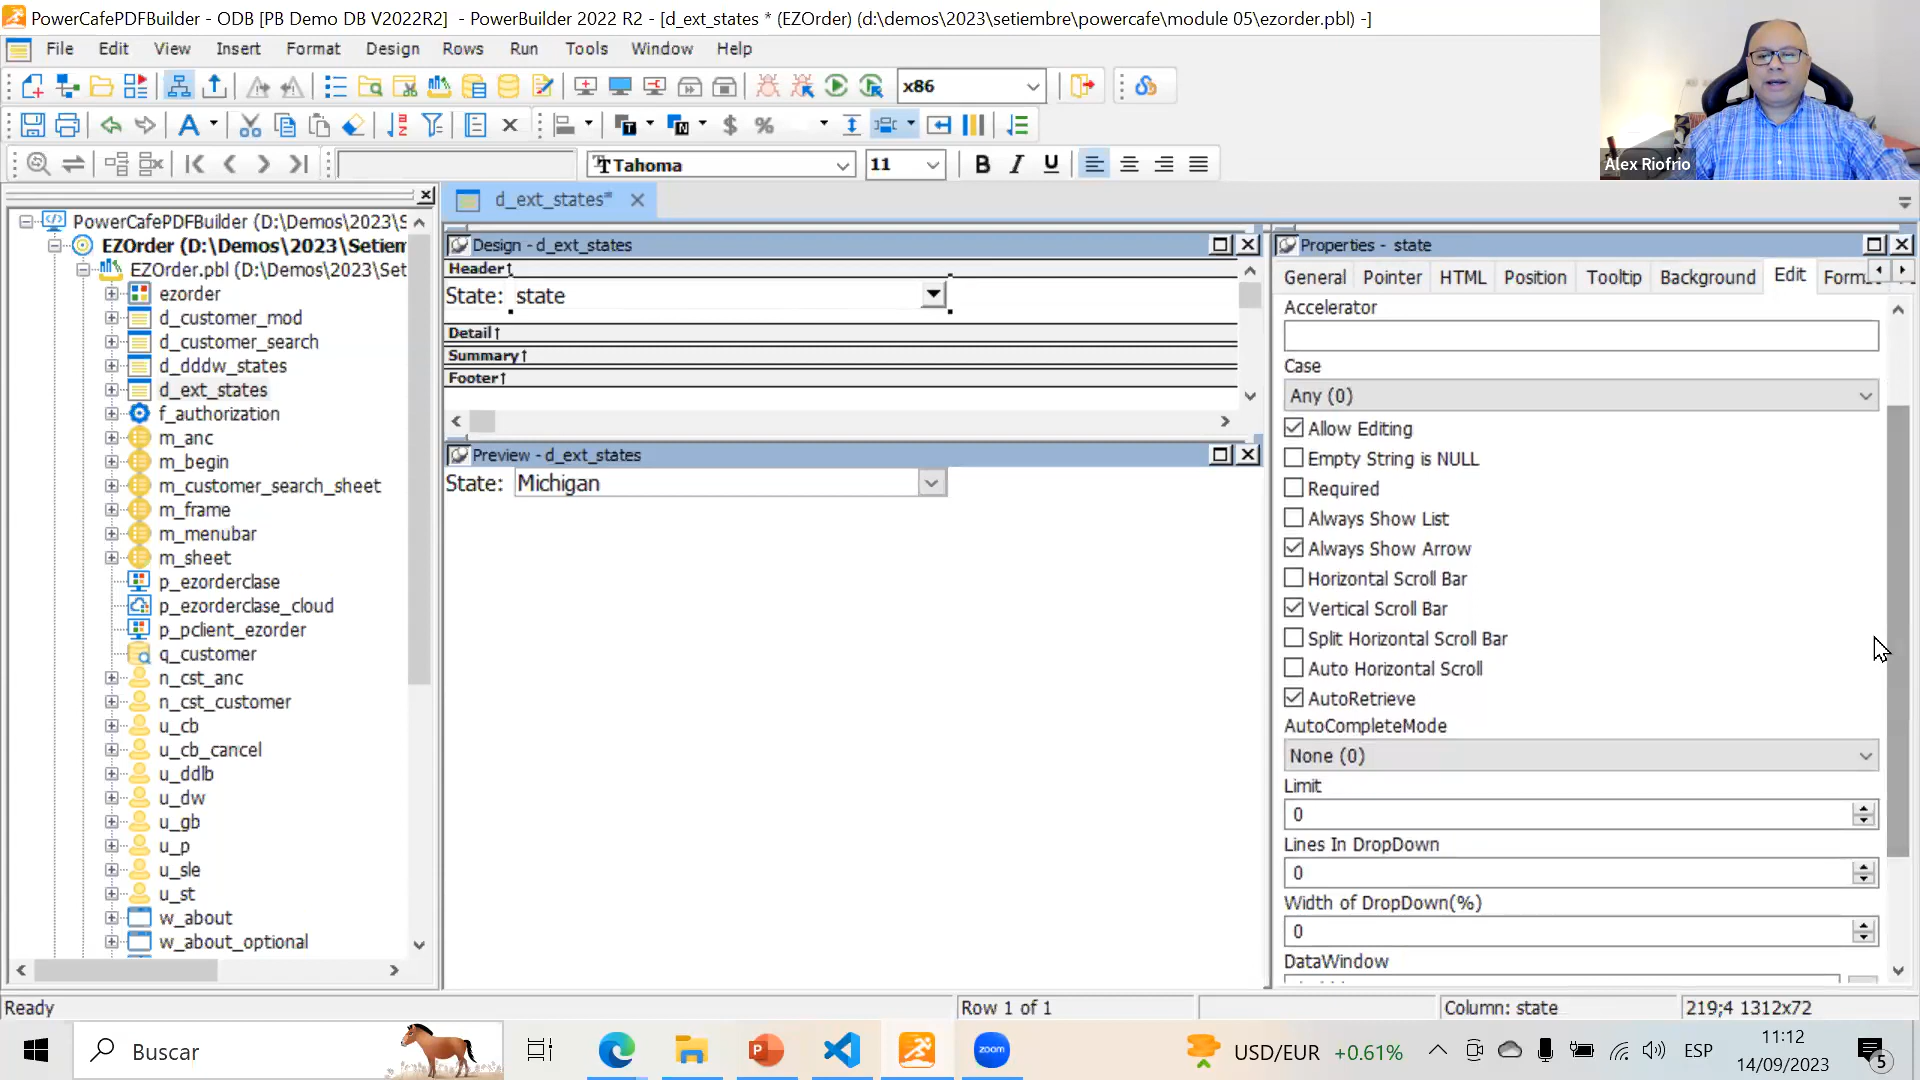 PowerCafePDFBuilder - ODB [PB Demo DB V2022R2]  - PowerBuilder 2022 R2 - [d_ext_states * (EZOrder) (d:\demos\2023\setiembre\powercafe\module 05\ezorder.pbl) -]
File Edit View Insert Format Design Rows Run Tools Window Help
x86
Tahoma 11 B I U
Alex Riofrio
PowerCafePDFBuilder (D:\Demos\2023\S
EZOrder (D:\Demos\2023\Setiem
EZOrder.pbl (D:\Demos\2023\Set
ezorder
d_customer_mod
d_customer_search
d_dddw_states
d_ext_states
f_authorization
m_anc
m_begin
m_customer_search_sheet
m_frame
m_menubar
m_sheet
p_ezorderclase
p_ezorderclase_cloud
p_pclient_ezorder
q_customer
n_cst_anc
n_cst_customer
u_cb
u_cb_cancel
u_ddlb
u_dw
u_gb
u_p
u_sle
u_st
w_about
w_about_optional
d_ext_states*
Design - d_ext_states
Header↑
State: state
Detail↑
Summary↑
Footer↑
Preview - d_ext_states
State: Michigan
Properties - state
General Pointer HTML Position Tooltip Background Edit Form
Accelerator
Case
Any (0)
Allow Editing
Empty String is NULL
Required
Always Show List
Always Show Arrow
Horizontal Scroll Bar
Vertical Scroll Bar
Split Horizontal Scroll Bar
Auto Horizontal Scroll
AutoRetrieve
AutoCompleteMode
None (0)
Limit
0
Lines In DropDown
0
Width of DropDown(%)
0
DataWindow
Ready
Row 1 of 1
Column: state
219;4 1312x72
Buscar
zoom
USD/EUR +0.61%
ESP
11:12
14/09/2023
5